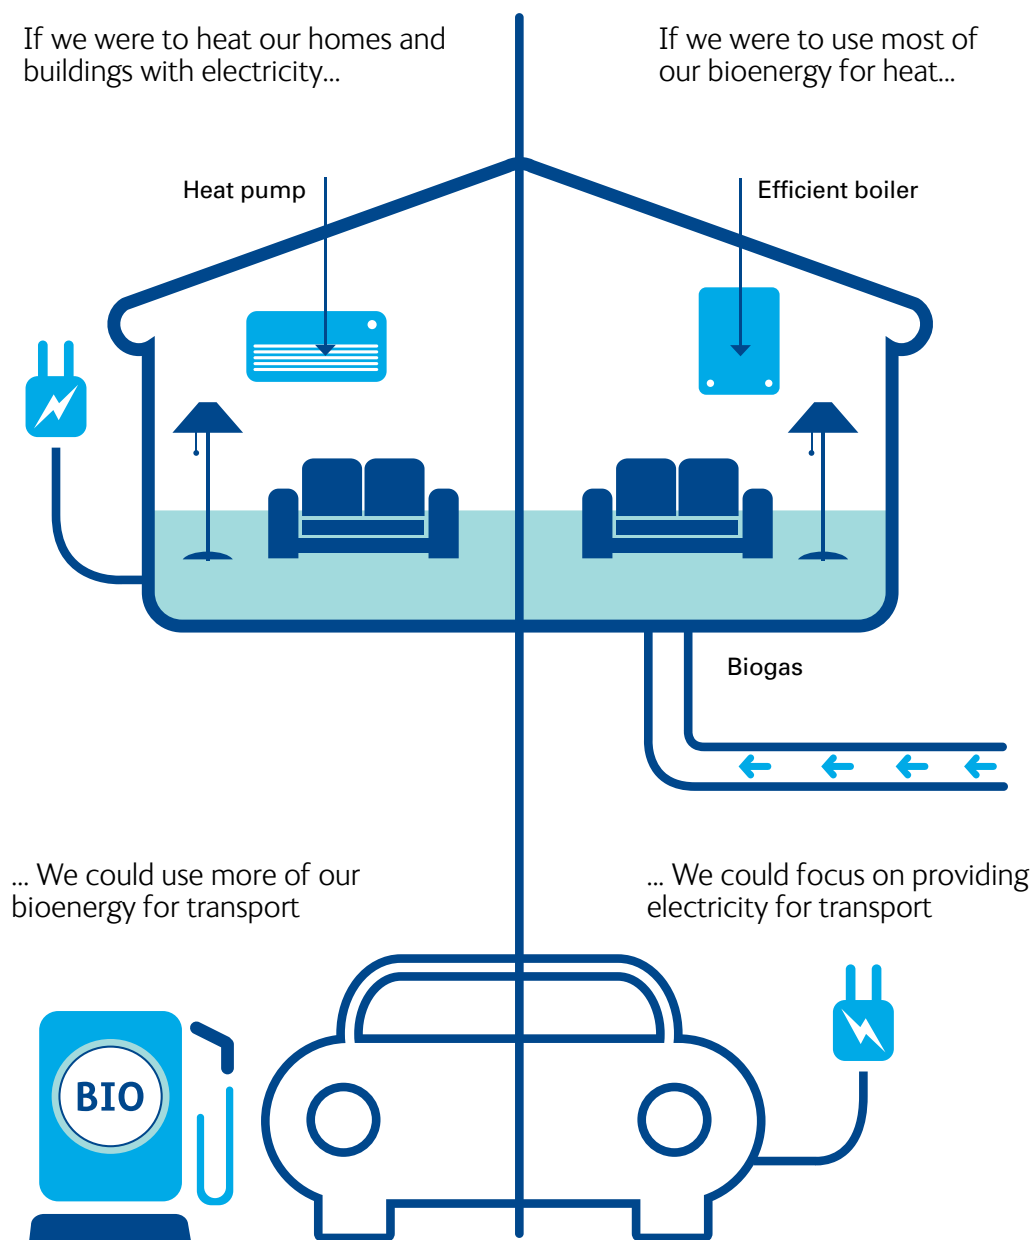 If we were to heat our homes and
buildings with electricity...
If we were to use most of
our bioenergy for heat...
Heat pump
Efficient boiler
Biogas
... We could use more of our
bioenergy for transport
... We could focus on providing
electricity for transport
BIO